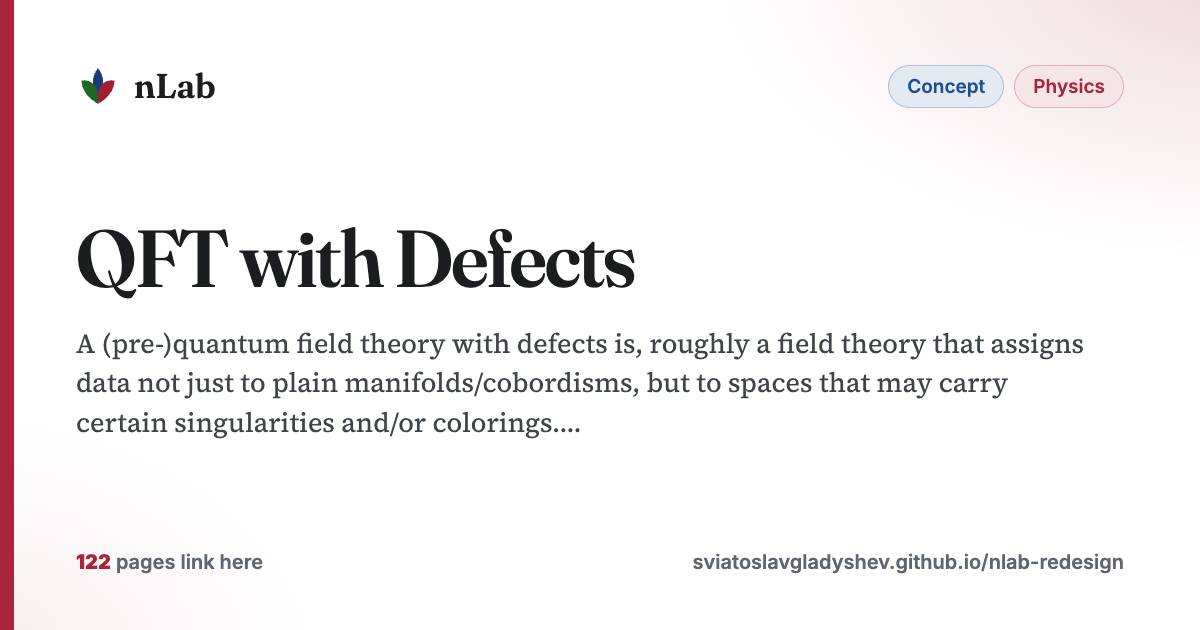 nLab
Concept
Physics
QFT with Defects
A (pre-)quantum field theory with defects is, roughly a field theory that assigns
data not just to plain manifolds/cobordisms, but to spaces that may carry
certain singularities and/or colorings....
122 pages link here
sviatoslavgladyshev.github.io/nlab-redesign